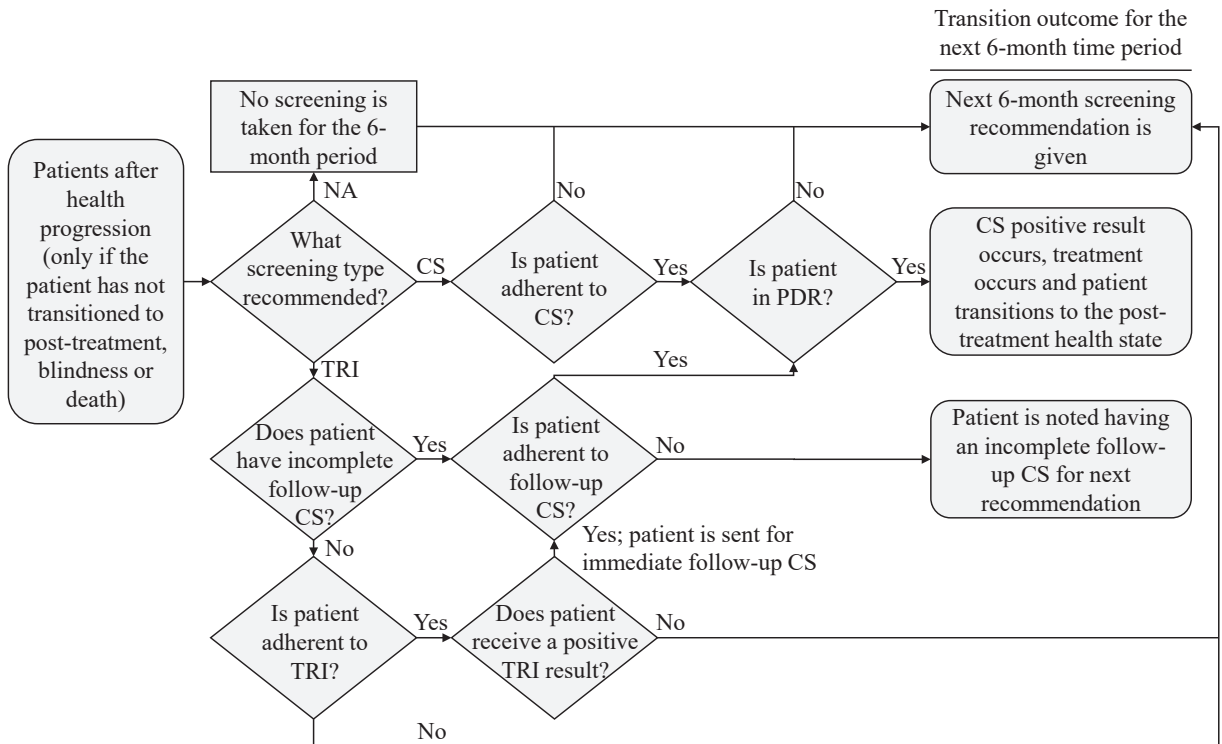 Transition outcome for the
next 6-month time period
No screening is
taken for the 6-
month period
Next 6-month screening
recommendation is
given
Patients after
health
progression
(only if the
patient has not
transitioned to
post-treatment,
blindness or
death)
NA
No
No
What
screening type
recommended?
CS
Is patient
adherent to
CS?
Yes
Is patient
in PDR?
Yes
CS positive result
occurs, treatment
occurs and patient
transitions to the post-
treatment health state
TRI
Yes
Does patient
have incomplete
follow-up
CS?
Yes
Is patient
adherent to
follow-up
CS?
No
Patient is noted having
an incomplete follow-
up CS for next
recommendation
No
Yes; patient is sent for
immediate follow-up CS
Is patient
adherent to
TRI?
Yes
Does patient
receive a positive
TRI result?
No
No